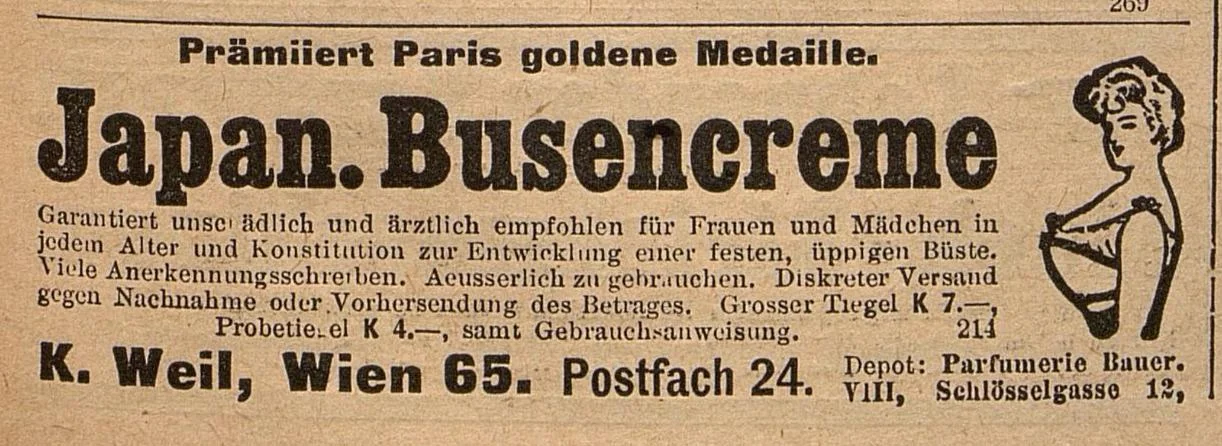 269
Prämiiert Paris goldene Medaille.
Japan. Busencreme
Garantiert unsc ädlich und ärztlich empfohlen für Frauen und Mädchen in
jedem Alter und Konstitution zur Entwicklung einer festen, üppigen Büste.
Viele Anerkennungsschreiben. Aeusserlich zu gebrauchen. Diskreter Versand
gegen Nachnahme oder Vorhersendung des Betrages. Grosser Tiegel K 7.—,
Probetiegel K 4.—, samt Gebrauchsanweisung. 214
K. Weil, Wien 65. Postfach 24. Depot: Parfumerie Bauer.
VIII, Schlösselgasse 12,